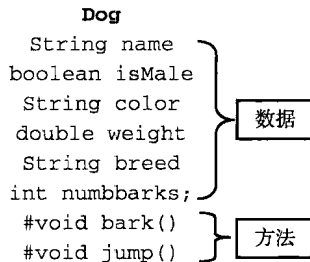 Dog
String name
boolean isMale
String color
double weight
String breed
int numbbarks;
数据
#void bark()
#void jump()
方法